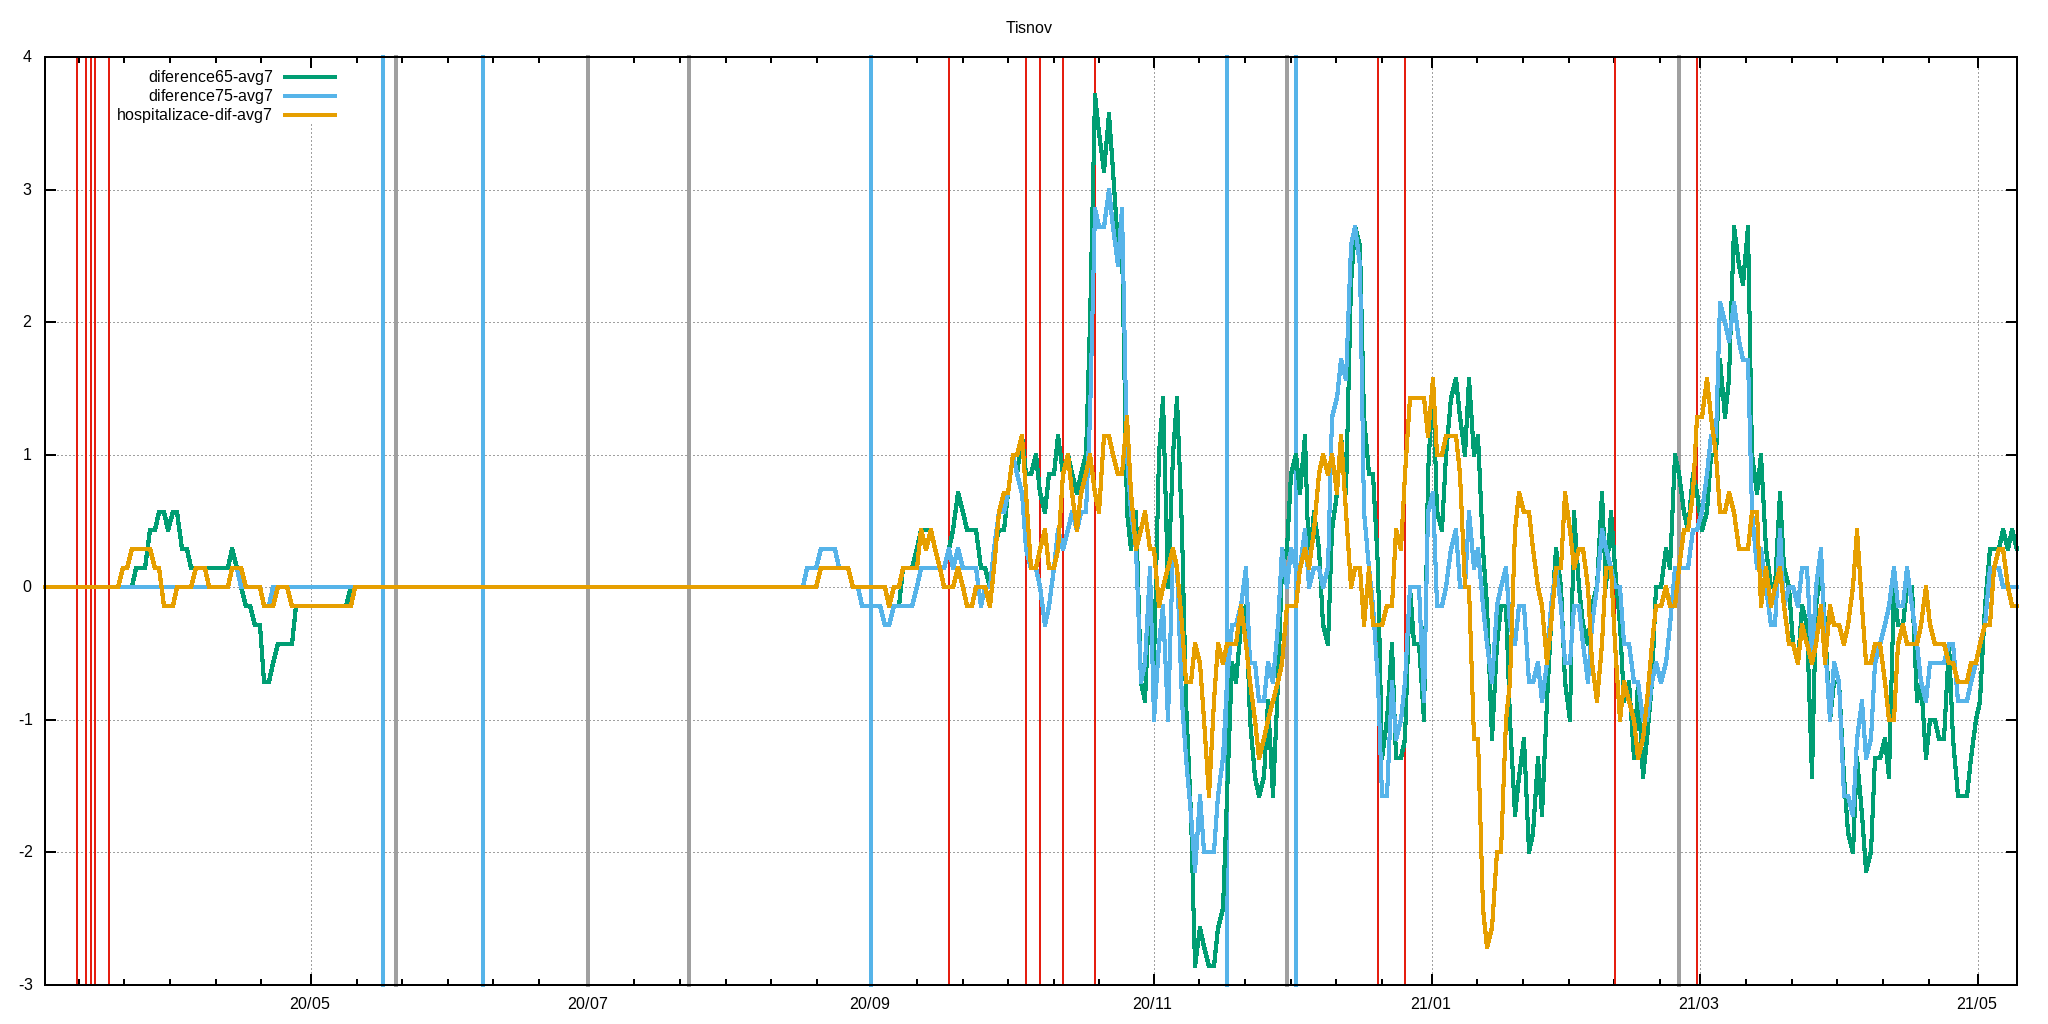 Tisnov
4
diference65-avg7
diference75-avg7
hospitalizace-dif-avg7
3
2
1
0
-1
-2
-3
20/05 20/07 20/09 20/11 21/01 21/03 21/05